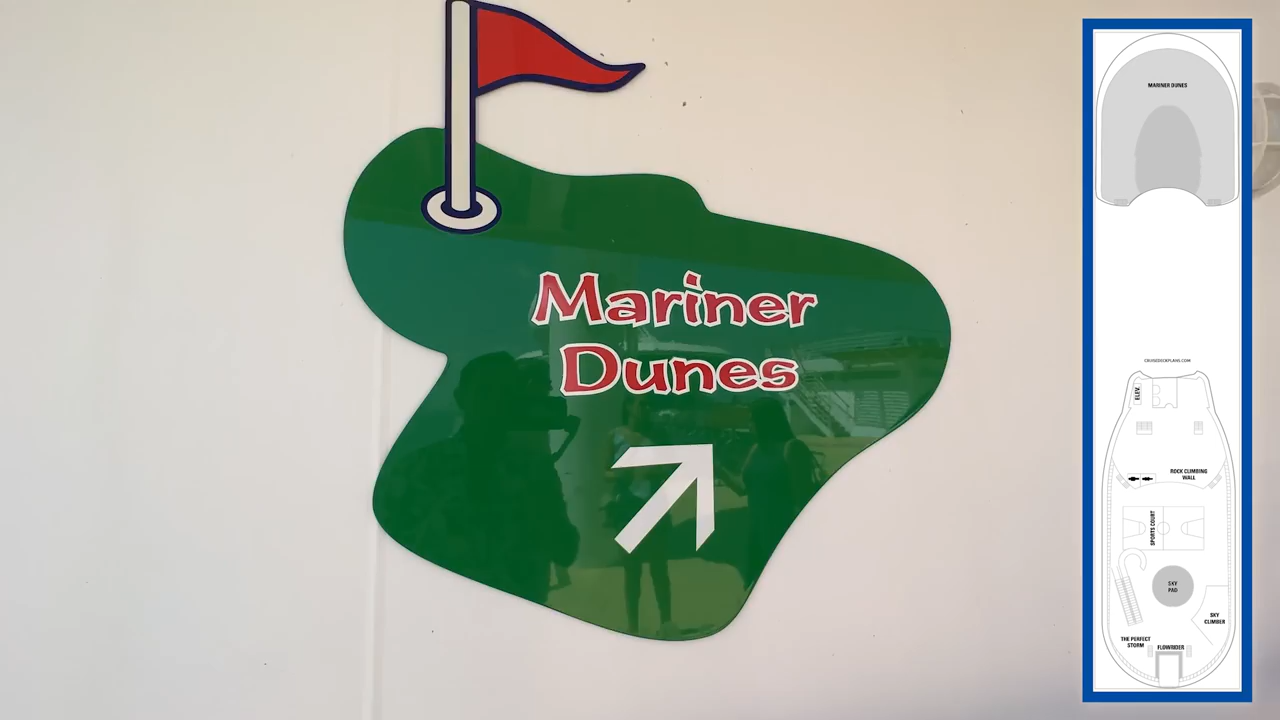 Mariner
Dunes
MARINER DUNES
CRUISEDECKPLANS.COM
ELEV.
ROCK CLIMBING
WALL
SPORTS COURT
SKY
PAD
SKY
CLIMBER
THE PERFECT
STORM
FLOWRIDER